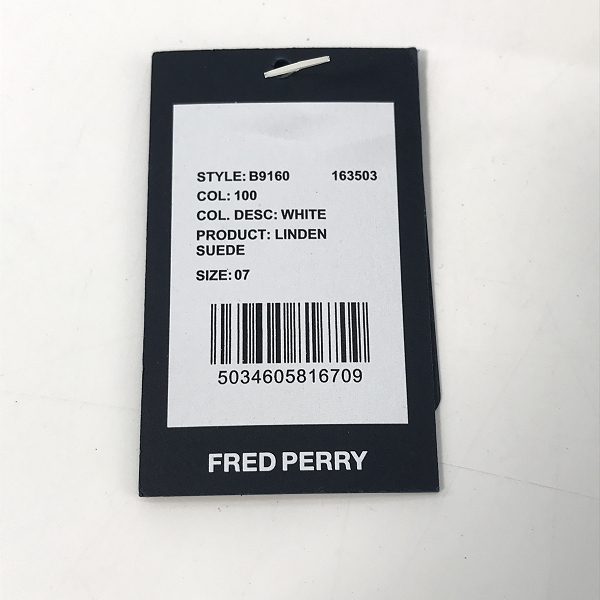 STYLE: B9160 163503
COL: 100
COL. DESC: WHITE
PRODUCT: LINDEN
SUEDE
SIZE: 07
5034605816709
FRED PERRY